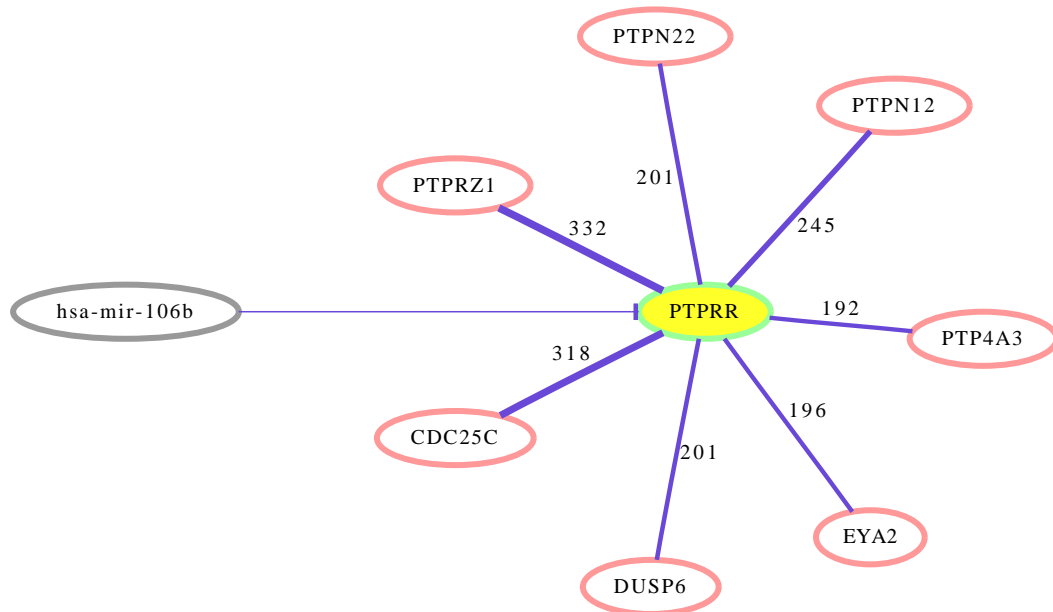 PTPN22
PTPN12
201
PTPRZ1
332
245
hsa-mir-106b
PTPRR
192
PTP4A3
318
196
CDC25C
201
EYA2
DUSP6